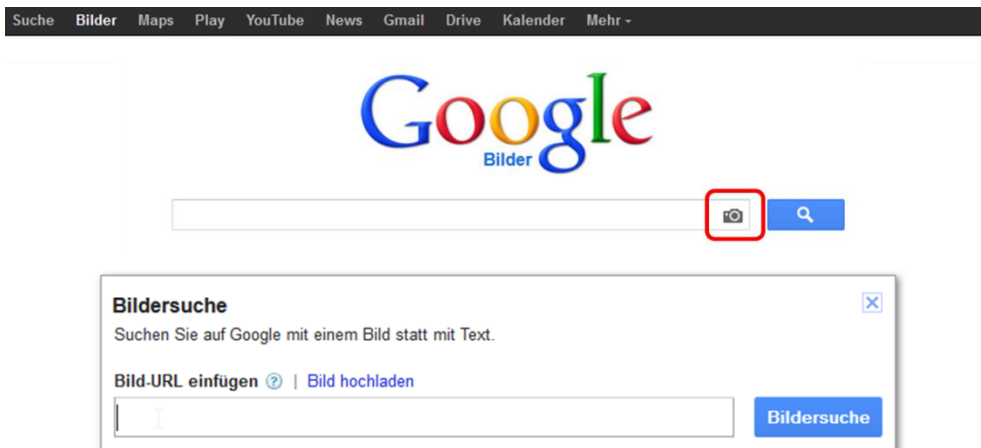 Suche Bilder Maps Play YouTube News Gmail Drive Kalender Mehr
Google
Bilder
Bildersuche
Suchen Sie auf Google mit einem Bild statt mit Text.
Bild-URL einfügen ? | Bild hochladen
Bildersuche